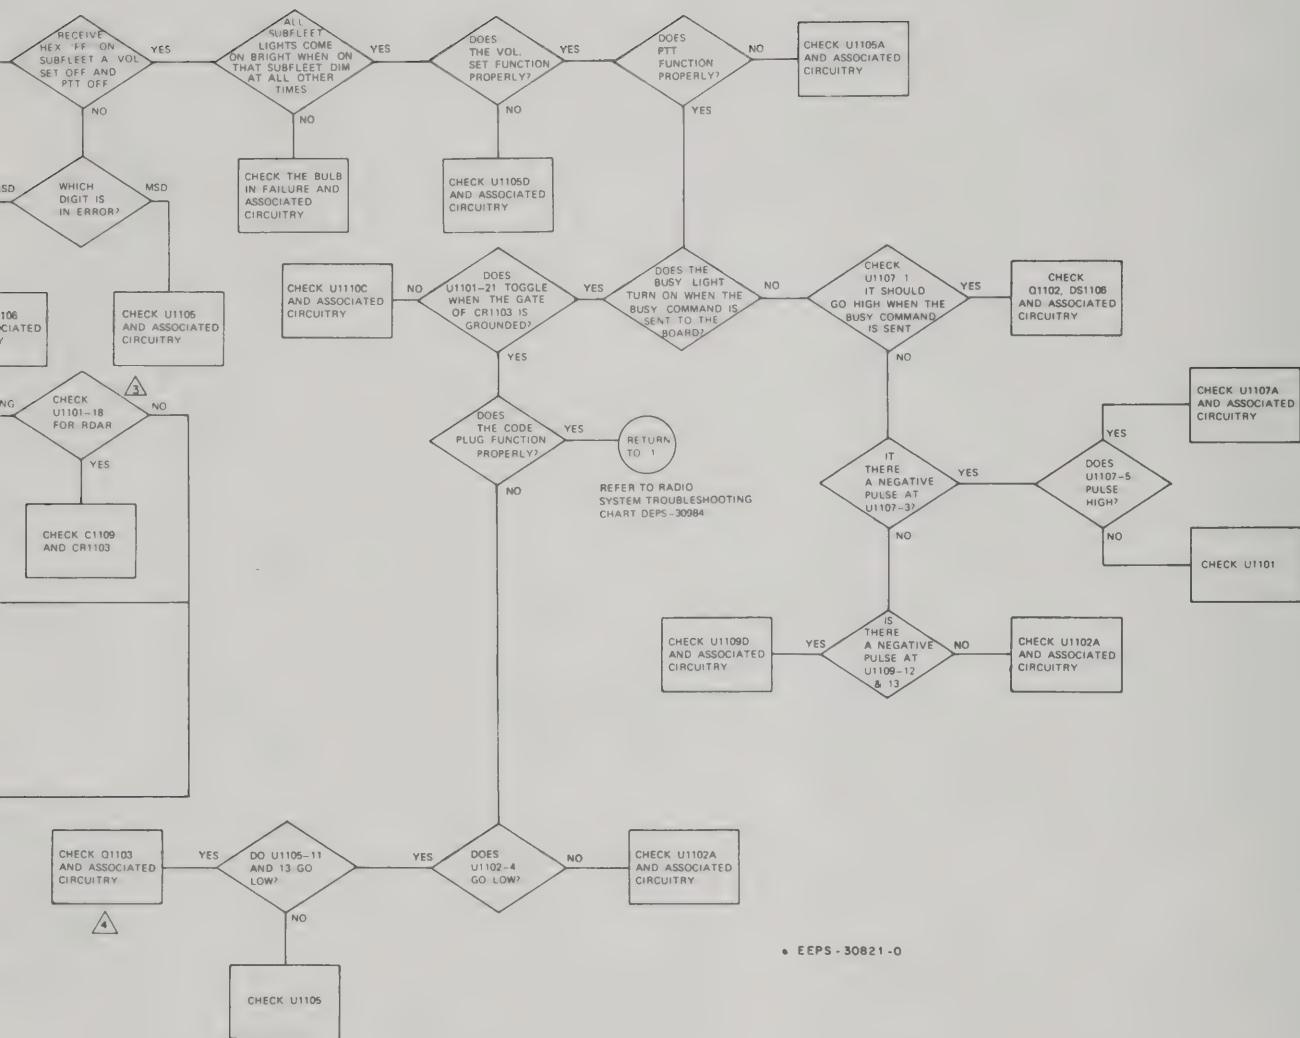 RECEIVE
HEX FF ON
SUBFLEET A VOL
SET OFF AND
PTT OFF
YES
NO
ALL
SUBFLEET
LIGHTS COME
ON BRIGHT WHEN ON
THAT SUBFLEET DIM
AT ALL OTHER
TIMES
YES
NO
DOES
THE VOL.
SET FUNCTION
PROPERLY?
YES
NO
DOES
PTT
FUNCTION
PROPERLY?
NO
YES
CHECK U1105A
AND ASSOCIATED
CIRCUITRY
SD
WHICH
DIGIT IS
IN ERROR?
MSD
CHECK THE BULB
IN FAILURE AND
ASSOCIATED
CIRCUITRY
CHECK U1105D
AND ASSOCIATED
CIRCUITRY
106
CIATED
Y
CHECK U1105
AND ASSOCIATED
CIRCUITRY
3
CHECK U1110C
AND ASSOCIATED
CIRCUITRY
NO
DOES
U1101-21 TOGGLE
WHEN THE GATE
OF CR1103 IS
GROUNDED?
YES
YES
DOES THE
BUSY LIGHT
TURN ON WHEN THE
BUSY COMMAND IS
SENT TO THE
BOARD?
NO
CHECK
U1107 1
IT SHOULD
GO HIGH WHEN THE
BUSY COMMAND
IS SENT
YES
NO
CHECK
Q1102, DS1108
AND ASSOCIATED
CIRCUITRY
NG
CHECK
U1101-18
FOR RDAR
NO
YES
CHECK C1109
AND CR1103
DOES
THE CODE
PLUG FUNCTION
PROPERLY?
YES
NO
RETURN
TO 1
REFER TO RADIO
SYSTEM TROUBLESHOOTING
CHART DEPS-30984
IT
THERE
A NEGATIVE
PULSE AT
U1107-3?
YES
NO
DOES
U1107-5
PULSE
HIGH?
YES
NO
CHECK U1107A
AND ASSOCIATED
CIRCUITRY
CHECK U1101
CHECK U1109D
AND ASSOCIATED
CIRCUITRY
YES
IS
THERE
A NEGATIVE
PULSE AT
U1109-12
& 13
NO
CHECK U1102A
AND ASSOCIATED
CIRCUITRY
CHECK Q1103
AND ASSOCIATED
CIRCUITRY
4
YES
DO U1105-11
AND 13 GO
LOW?
NO
YES
DOES
U1102-4
GO LOW?
NO
CHECK U1102A
AND ASSOCIATED
CIRCUITRY
CHECK U1105
• EEPS-30821-O